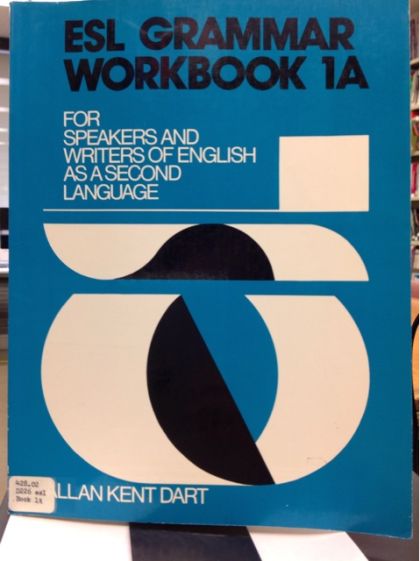 ESL GRAMMAR
WORKBOOK 1A
FOR
SPEAKERS AND
WRITERS OF ENGLISH
AS A SECOND
LANGUAGE
428.02
D226 esl
Book 1A
LLAN KENT DART